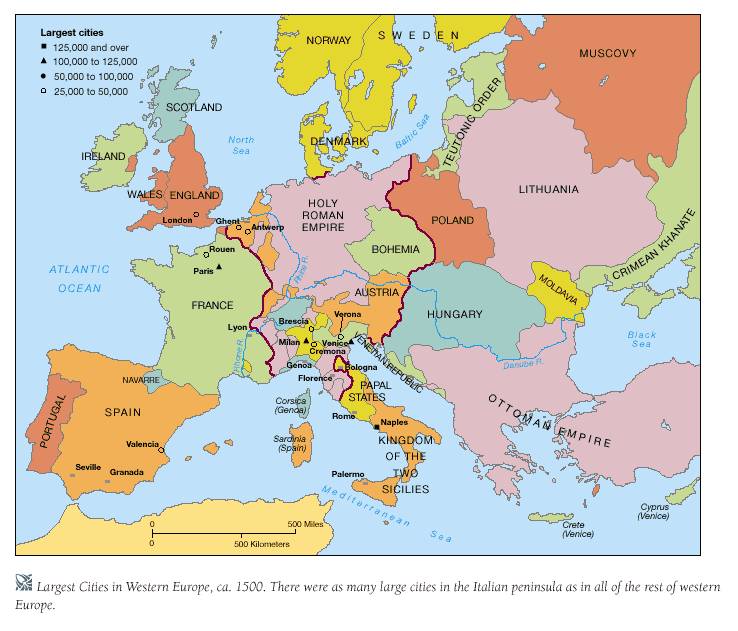 Largest cities
125,000 and over
100,000 to 125,000
50,000 to 100,000
25,000 to 50,000
NORWAY
SWEDEN
MUSCOVY
SCOTLAND
North
Sea
DENMARK
Baltic Sea
TEUTONIC ORDER
IRELAND
WALES
ENGLAND
London
LITHUANIA
HOLY
ROMAN
EMPIRE
POLAND
Ghent
Antwerp
BOHEMIA
CRIMEAN KHANATE
Rouen
Paris
Rhine R.
ATLANTIC
OCEAN
AUSTRIA
MOLDAVIA
FRANCE
HUNGARY
Lyon
Brescia
Verona
Milan
Venice
Cremona
VENETIAN REPUBLIC
Black
Sea
Rhône R.
Danube R.
Genoa
Bologna
Florence
PAPAL
STATES
NAVARRE
Corsica
(Genoa)
OTTOMAN EMPIRE
PORTUGAL
SPAIN
Rome
Naples
Sardinia
(Spain)
KINGDOM
OF THE
TWO
SICILIES
Valencia
Seville
Granada
Palermo
Mediterranean Sea
Cyprus
(Venice)
Crete
(Venice)
0
500 Miles
0
500 Kilometers
Largest Cities in Western Europe, ca. 1500. There were as many large cities in the Italian peninsula as in all of the rest of western
Europe.